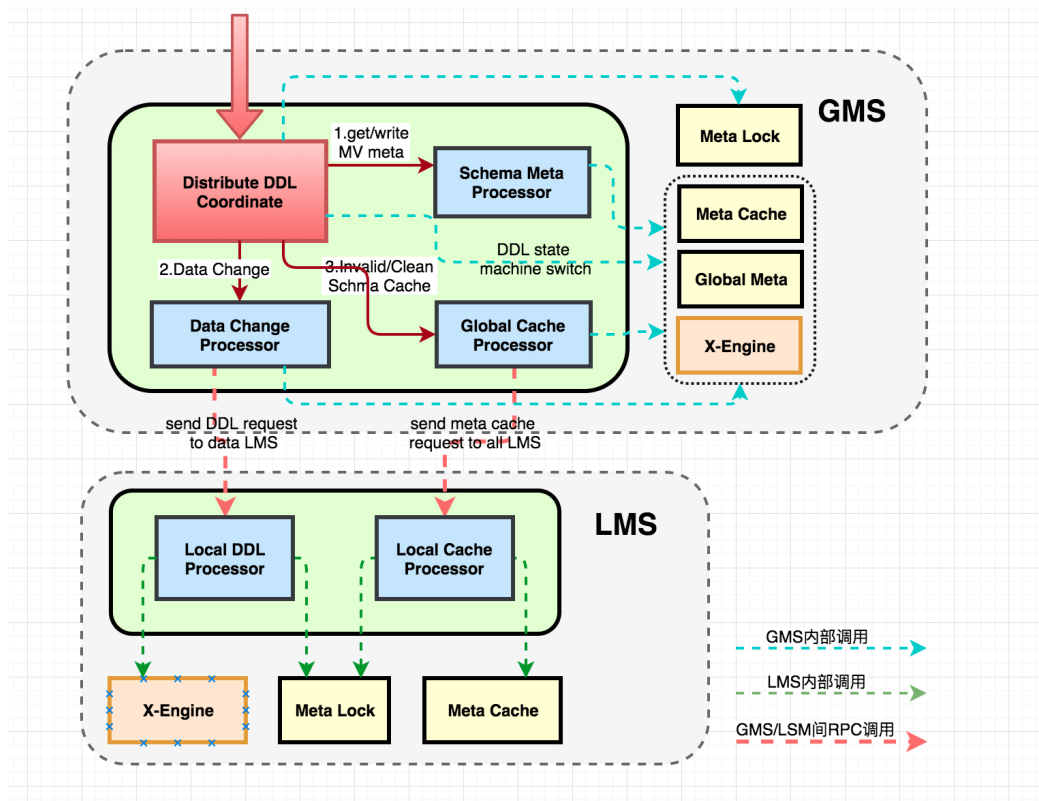 GMS
Meta Lock
1.get/write
MV meta
Distribute DDL
Coordinate
Schema Meta
Processor
Meta Cache
DDL state
machine switch
2.Data Change
3.Invalid/Clean
Schma Cache
Global Meta
Data Change
Processor
Global Cache
Processor
X-Engine
send DDL request
to data LMS
send meta cache
request to all LMS
LMS
Local DDL
Processor
Local Cache
Processor
X-Engine
Meta Lock
Meta Cache
GMS内部调用
LMS内部调用
GMS/LSM间RPC调用